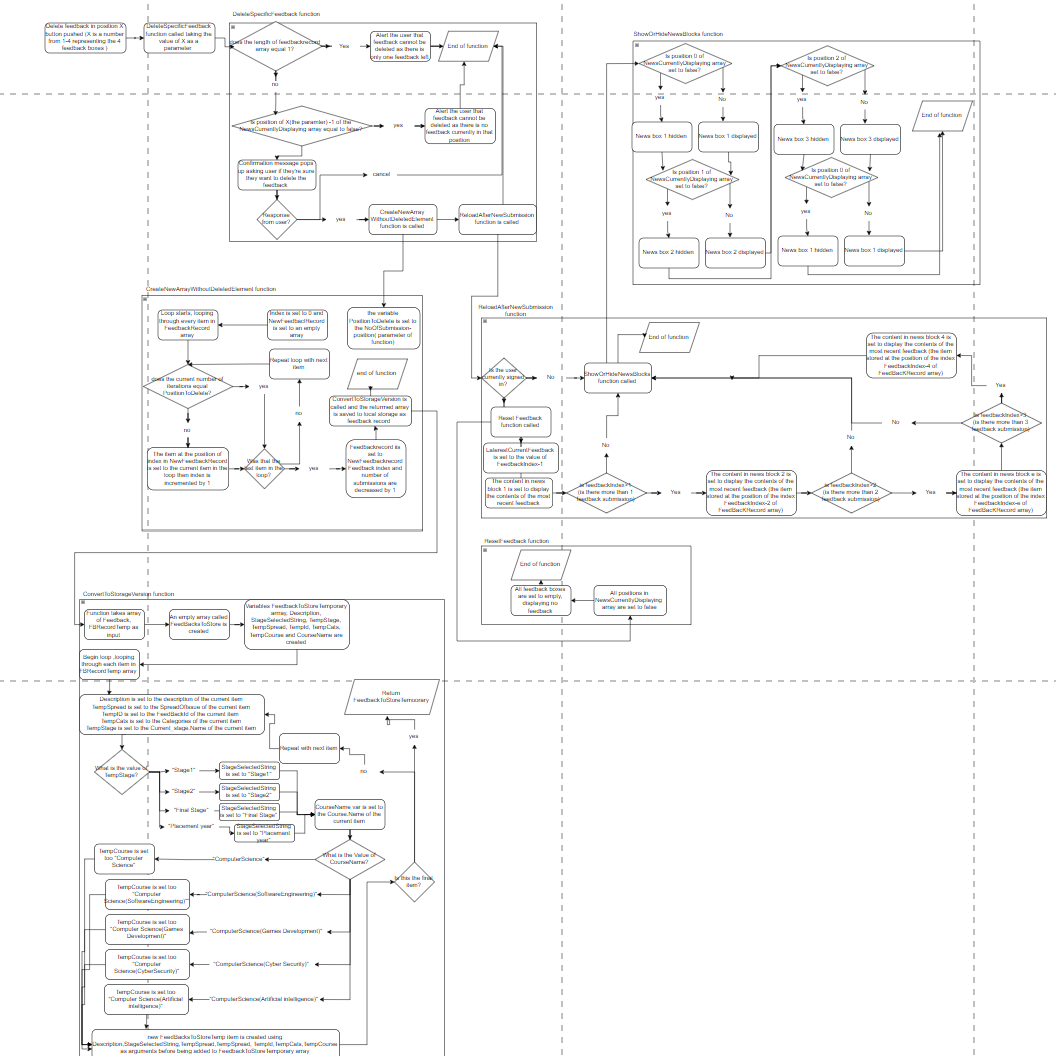 DeleteSpecificFeedback function
Delete feedback in position X
button pushed (X is a number
from 1-4 representing the 4
feedback boxes )
DeleteSpecificFeedback
function called taking the
value of X as a
parameter
does the length of feedbackrecord
array equal 1?
Yes
Alert the user that
feedback cannot be
deleted as there is
only one feedback left
End of function
no
Is position of X(the paramter) -1 of the
NewsCurrentlyDisplaying array equal to false?
yes
Alert the user that
feedback cannot be
deleted as there is no
feedback currently in that
position
Confirmation message pops
up asking user if they're sure
they want to delete the
feedback
cancel
Response
from user?
yes
CreateNewArray
WithoutDeletedElement
function is called
ReloadAfterNewSubmission
function is called
ShowOrHideNewsBlocks function
Is position 0 of
NewsCurrentlyDisplaying array
set to false?
yes
No
News box 1 hidden
News box 1 displayed
Is position 1 of
NewsCurrentlyDisplaying array
set to false?
yes
No
News box 2 hidden
News box 2 displayed
Is position 2 of
NewsCurrentlyDisplaying array
set to false?
yes
No
News box 3 hidden
News box 3 displayed
Is position 0 of
NewsCurrentlyDisplaying array
set to false?
yes
No
News box 1 hidden
News box 1 displayed
End of function
CreateNewArrayWithoutDeletedElement function
Loop starts, looping
through every item in
FeedbackRecord
array
Index is set to 0 and
NewFeedbacRecord
is set to an empty
array
the variable
PositionToDelete is set to
the NoOfSubmission-
position( parameter of
function)
Repeat loop with next
item
does the current number of
iterations equal
PositionToDelete?
yes
end of function
no
no
ConvertToStorageVersion is
called and the returned array
is saved to local storage as
feedback record
The item at the position of
index in NewFeedbackRecord
is set to the current item in the
loop then index is
incremented by 1
Was that the
last item in the
loop?
yes
Feedbackrecord iis
set to
NewFeedbackrecord
Feedback index and
number of
submissions are
decreased by 1
ReloadAfterNewSubmission
function
End of function
Is the user
currently signed
in?
No
ShowOrHideNewsBlocks
function called
The content in news block 4 is
set to display the contents of the
most recent feedback (the item
stored at the position of the index
FeedbackIndex-4 of
FeedBacKRecord array)
Yes
Reset Feedback
function called
No
Is feedbackIndex>3
(is there more than 3
feedback submission)
LaterestCurrentFeedback
is set to the value of
FeedbackIndex-1
No
No
The content in news
block 1 is set to display
the contents of the most
recent feedback
is feedbackIndex>1
(is there more than 1
feedback submission)
Yes
The content in news block 2 is
set to display the contents of the
most recent feedback (the item
stored at the position of the index
FeedbackIndex-2 of
FeedBacKRecord array)
is feedbackIndex>2
(is there more than 2
feedback submission)
Yes
The content in news block e is
set to display the contents of the
most recent feedback (the item
stored at the position of the index
FeedbackIndex-e of
FeedBacKRecord array)
ResetFeedback function
End of function
All feedback boxes
are set to empty,
displaying no
feedback
All positions in
NewsCurrentlyDisplaying
array are set to false
ConvertToStorageVersion function
Function takes array
of Feedback,
FBRecordTemp as
input
An empty array called
FeedBacksToStore is
created
Variables FeedbackToStoreTemporary
array, Description,
StageSelectedString, TempStage,
TempSpread, TempId, TempCats,
TempCourse and CourseName are
created
Begin loop ,looping
through each item in
FBRecordTemp array
Description is set to the description of the current item
TempSpread is set to the SpreadOfIssue of the current item
TempID is set to the FeedBackId of the current item
TempCats is set to the Categories of the current item
TempStage is set to the Current_stage.Name of the current item
Return
FeedbackToStoreTemporary
yes
Repeat with next item
no
What is the value of
TempStage?
"Stage1"
StageSelectedString
is set to "Stage1"
"Stage2"
StageSelectedString
is set to "Stage2"
"Final Stage"
StageSelectedString
is set to "Final Stage"
"Placement year"
StageSelectedString
is set to "Placement
year"
CourseName var is set to
the Course.Name of the
current item
What is the Value of
CourseName?
Is this the final
item?
TempCourse is set
too "Computer
Science"
"ComputerScience"
TempCourse is set too
"Computer
Science(SoftwareEngineering)"
"ComputerScience(SoftwareEngineering)"
TempCourse is set too
"Computer Science(Games
Development)"
"ComputerScience(Games Development)"
TempCourse is set too
"Computer
Science(CyberSecurity)"
"ComputerScience(Cyber Security)"
TempCourse is set too
"Computer Science(Artificial
intelligence)"
"ComputerScience(Artificial intelligence)"
new FeedBacksToStoreTemp item is created using
Description,StageSelectedString,TempSpread,TempSpread, TempId,TempCats,TempCourse
as arguments before being added to FeedbackToStoreTemporary array